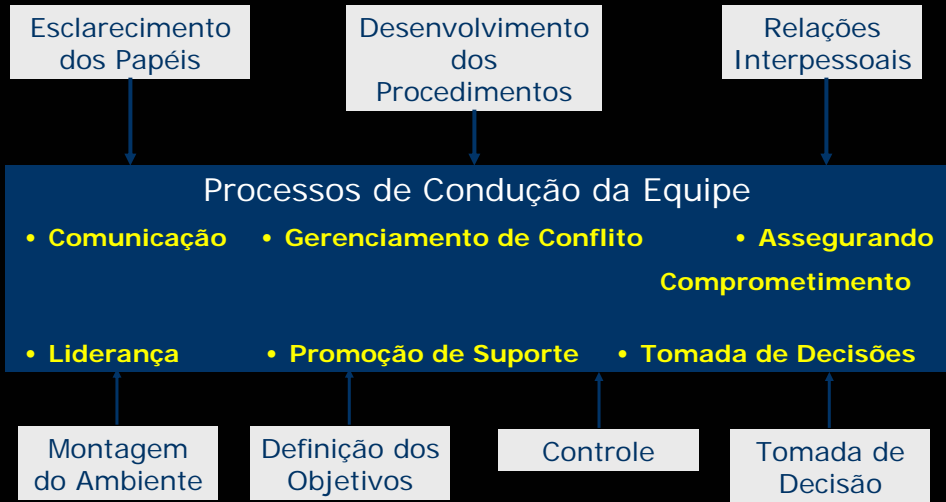 Esclarecimento
dos Papéis
Desenvolvimento
dos
Procedimentos
Relações
Interpessoais
Processos de Condução da Equipe
• Comunicação • Gerenciamento de Conflito • Assegurando
Comprometimento
• Liderança • Promoção de Suporte • Tomada de Decisões
Montagem
do Ambiente
Definição dos
Objetivos
Controle
Tomada de
Decisão